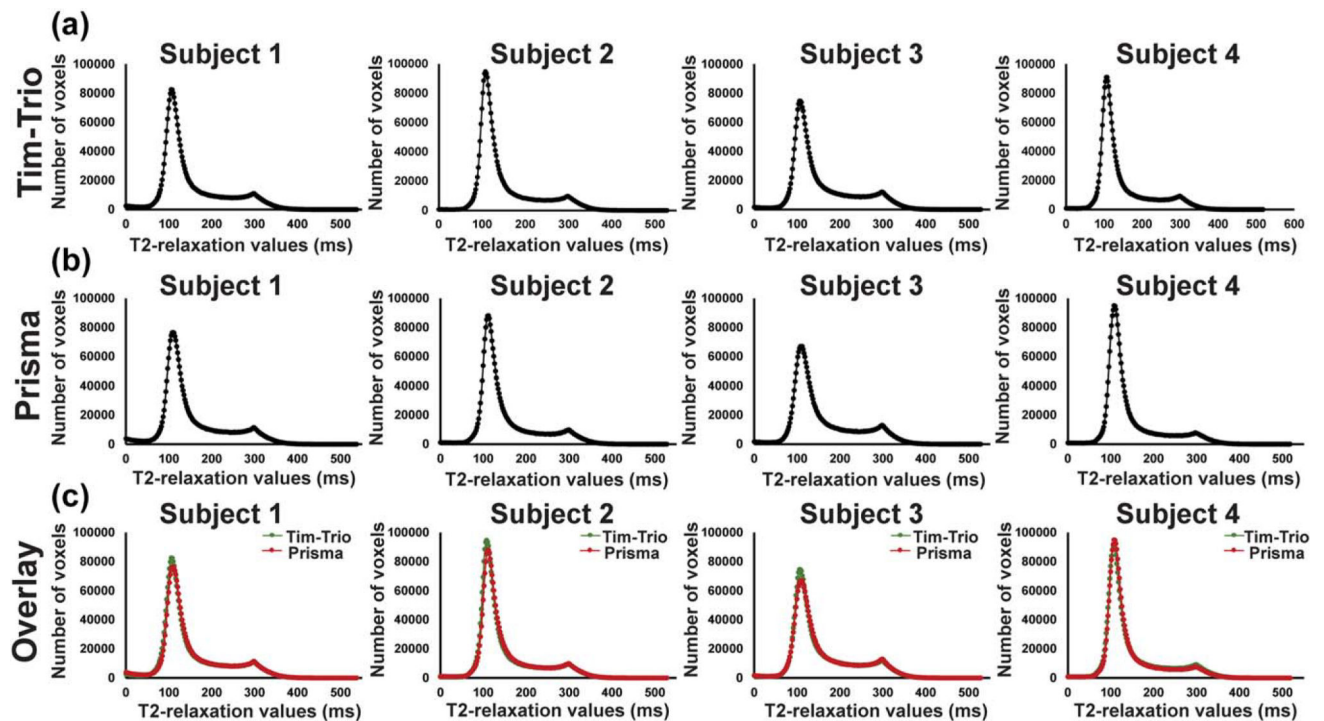 (a)
Tim-Trio
Subject 1
Number of voxels
100000
80000
60000
40000
20000
0
0 100 200 300 400 500
T2-relaxation values (ms)
Subject 2
Number of voxels
100000
80000
60000
40000
20000
0
0 100 200 300 400 500
T2-relaxation values (ms)
Subject 3
Number of voxels
100000
80000
60000
40000
20000
0
0 100 200 300 400 500
T2-relaxation values (ms)
Subject 4
Number of voxels
100000
80000
60000
40000
20000
0
0 100 200 300 400 500 600
T2-relaxation values (ms)
(b)
Prisma
Subject 1
Number of voxels
100000
80000
60000
40000
20000
0
0 100 200 300 400 500
T2-relaxation values (ms)
Subject 2
Number of voxels
100000
80000
60000
40000
20000
0
0 100 200 300 400 500
T2-relaxation values (ms)
Subject 3
Number of voxels
100000
80000
60000
40000
20000
0
0 100 200 300 400 500
T2-relaxation values (ms)
Subject 4
Number of voxels
100000
80000
60000
40000
20000
0
0 100 200 300 400 500
T2-relaxation values (ms)
(c)
Overlay
Subject 1
Tim-Trio
Prisma
Number of voxels
100000
80000
60000
40000
20000
0
0 100 200 300 400 500
T2-relaxation values (ms)
Subject 2
Tim-Trio
Prisma
Number of voxels
100000
80000
60000
40000
20000
0
0 100 200 300 400 500
T2-relaxation values (ms)
Subject 3
Tim-Trio
Prisma
Number of voxels
100000
80000
60000
40000
20000
0
0 100 200 300 400 500
T2-relaxation values (ms)
Subject 4
Tim-Trio
Prisma
Number of voxels
100000
80000
60000
40000
20000
0
0 100 200 300 400 500
T2-relaxation values (ms)